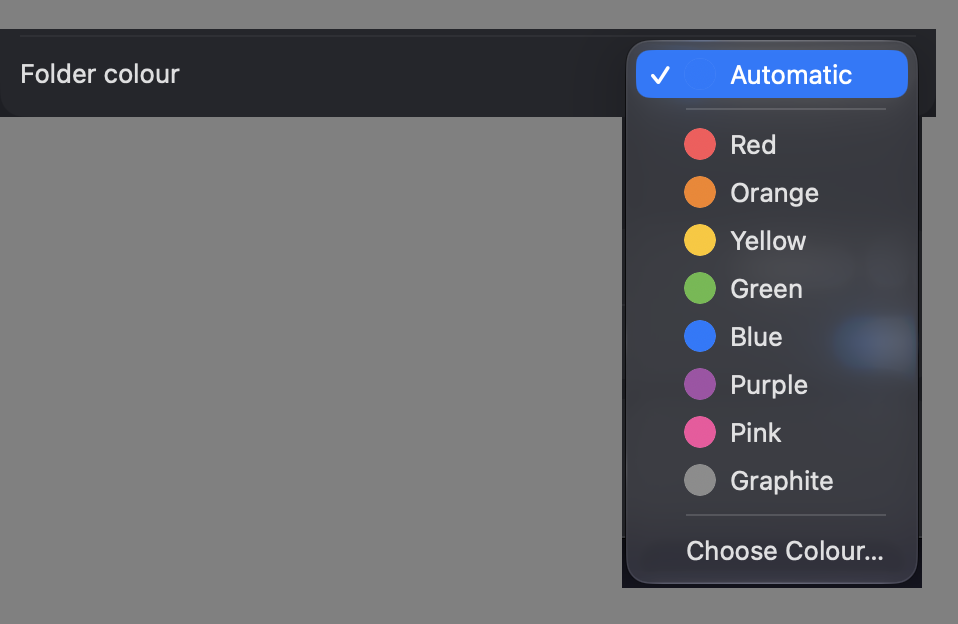 Folder colour
Automatic
Red
Orange
Yellow
Green
Blue
Purple
Pink
Graphite
Choose Colour...